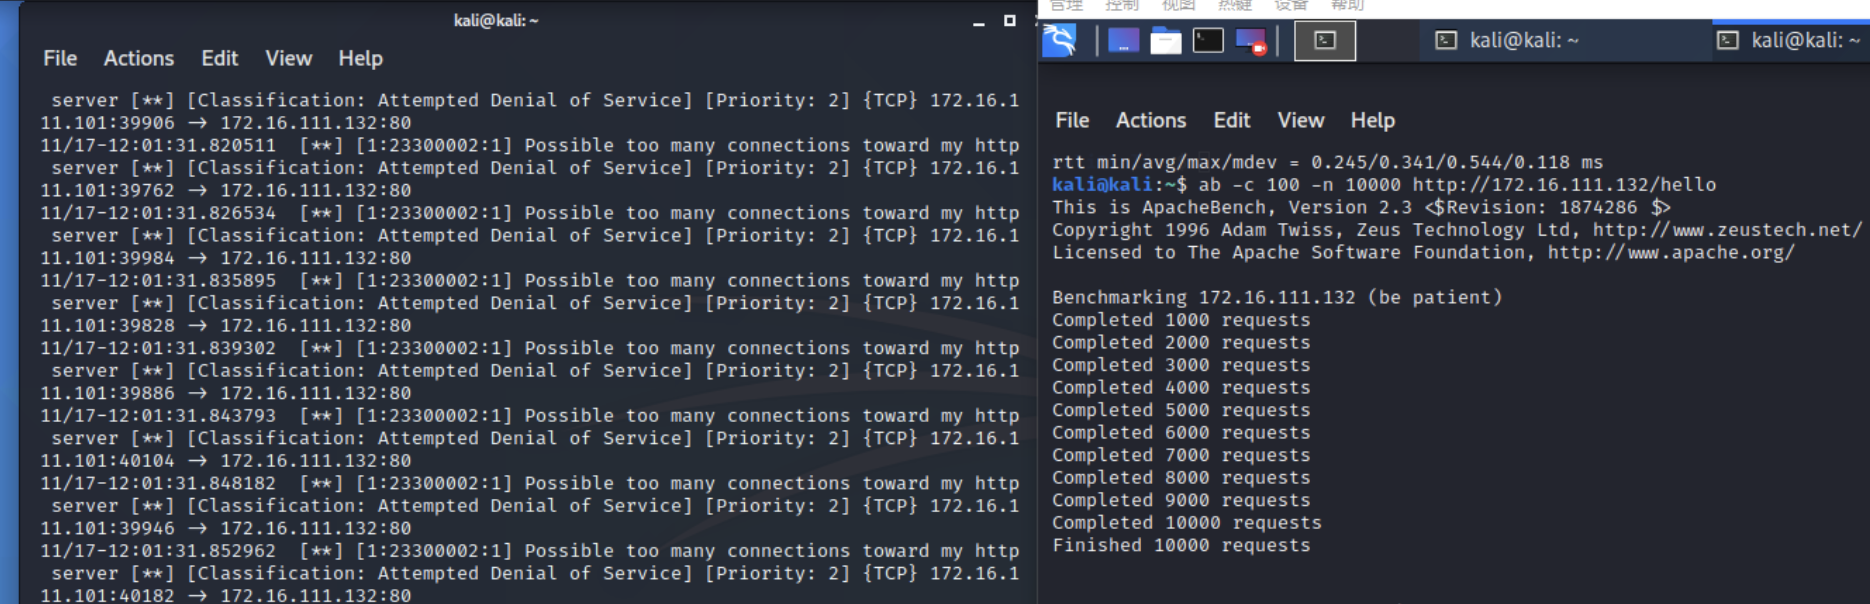 kali@kali: ~
File Actions Edit View Help
server [**] [Classification: Attempted Denial of Service] [Priority: 2] {TCP} 172.16.1
11.101:39906 → 172.16.111.132:80
11/17-12:01:31.820511  [**] [1:23300002:1] Possible too many connections toward my http
server [**] [Classification: Attempted Denial of Service] [Priority: 2] {TCP} 172.16.1
11.101:39762 → 172.16.111.132:80
11/17-12:01:31.826534  [**] [1:23300002:1] Possible too many connections toward my http
server [**] [Classification: Attempted Denial of Service] [Priority: 2] {TCP} 172.16.1
11.101:39984 → 172.16.111.132:80
11/17-12:01:31.835895  [**] [1:23300002:1] Possible too many connections toward my http
server [**] [Classification: Attempted Denial of Service] [Priority: 2] {TCP} 172.16.1
11.101:39828 → 172.16.111.132:80
11/17-12:01:31.839302  [**] [1:23300002:1] Possible too many connections toward my http
server [**] [Classification: Attempted Denial of Service] [Priority: 2] {TCP} 172.16.1
11.101:39886 → 172.16.111.132:80
11/17-12:01:31.843793  [**] [1:23300002:1] Possible too many connections toward my http
server [**] [Classification: Attempted Denial of Service] [Priority: 2] {TCP} 172.16.1
11.101:40104 → 172.16.111.132:80
11/17-12:01:31.848182  [**] [1:23300002:1] Possible too many connections toward my http
server [**] [Classification: Attempted Denial of Service] [Priority: 2] {TCP} 172.16.1
11.101:39946 → 172.16.111.132:80
11/17-12:01:31.852962  [**] [1:23300002:1] Possible too many connections toward my http
server [**] [Classification: Attempted Denial of Service] [Priority: 2] {TCP} 172.16.1
11.101:40182 → 172.16.111.132:80
管理 控制 视图 热键 设备 帮助
kali@kali: ~ kali@kali: ~
File Actions Edit View Help
rtt min/avg/max/mdev = 0.245/0.341/0.544/0.118 ms
kali@kali:~$ ab -c 100 -n 10000 http://172.16.111.132/hello
This is ApacheBench, Version 2.3 <$Revision: 1874286 $>
Copyright 1996 Adam Twiss, Zeus Technology Ltd, http://www.zeustech.net/
Licensed to The Apache Software Foundation, http://www.apache.org/
Benchmarking 172.16.111.132 (be patient)
Completed 1000 requests
Completed 2000 requests
Completed 3000 requests
Completed 4000 requests
Completed 5000 requests
Completed 6000 requests
Completed 7000 requests
Completed 8000 requests
Completed 9000 requests
Completed 10000 requests
Finished 10000 requests